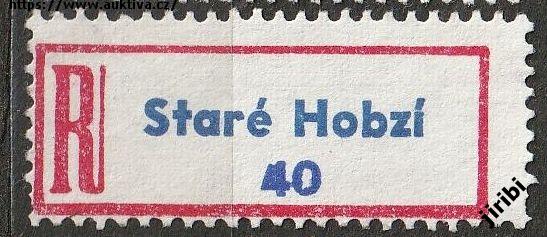 https://www.auktiva.cz/
R
Staré Hobzí
40
jiribi